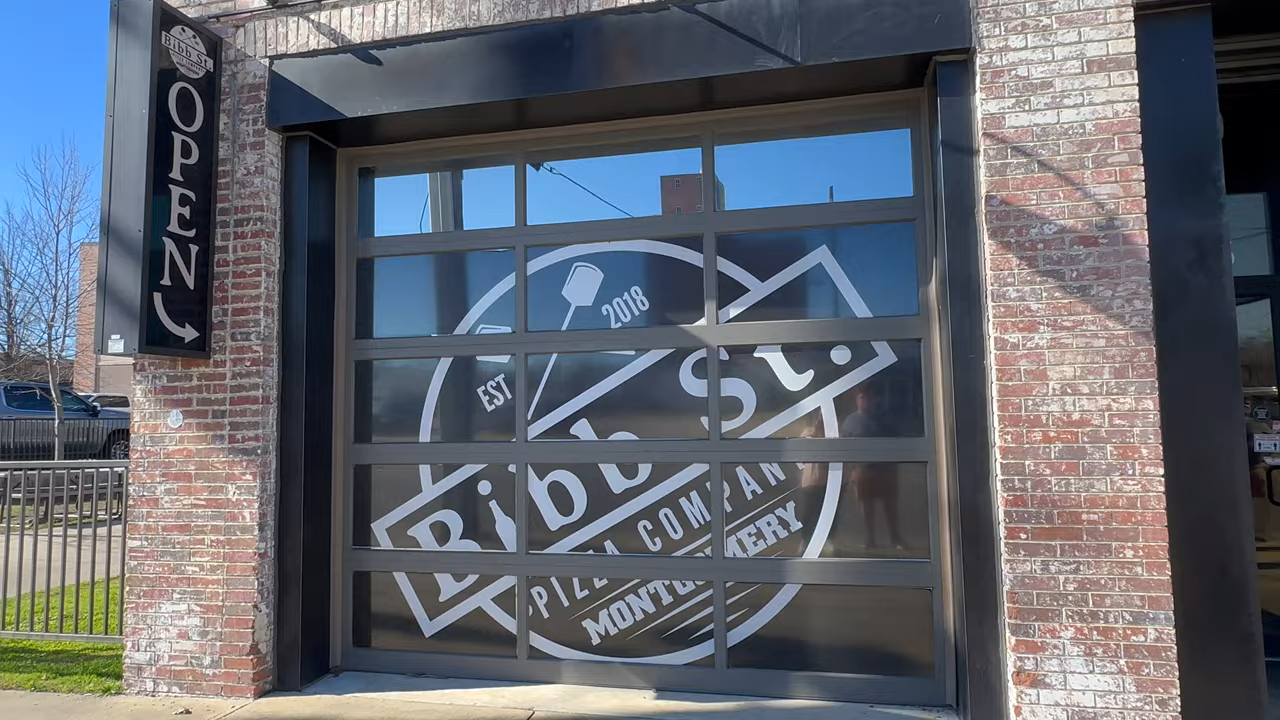 Bibb St.
OPEN
EST
2018
Bibb St.
PIZZA COMPANY
MONTGOMERY